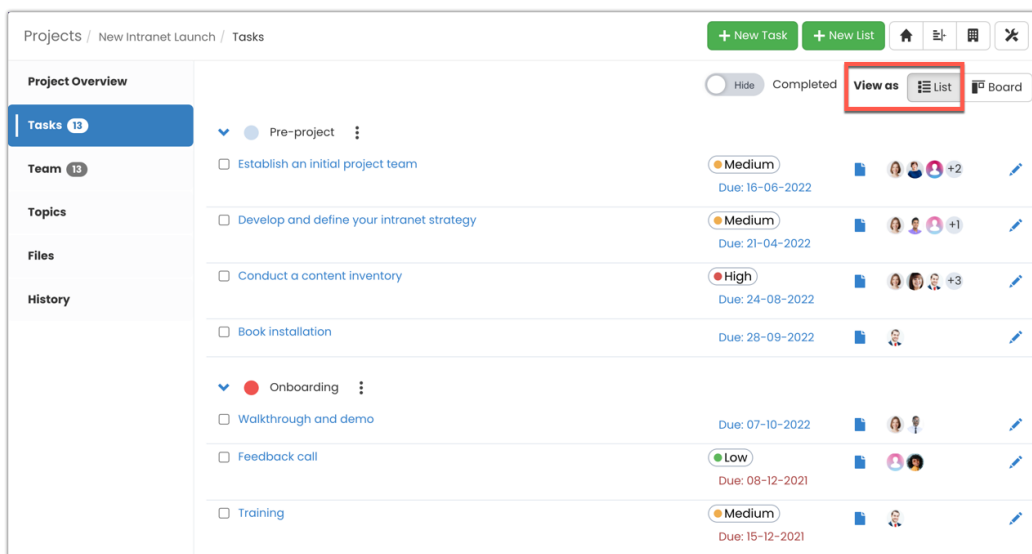 Projects / New Intranet Launch / Tasks
+ New Task
+ New List
Project Overview
Hide Completed
View as List Board
Tasks 13
Team 13
Topics
Files
History
Pre-project
Establish an initial project team
Medium
Due: 16-06-2022
+2
Develop and define your intranet strategy
Medium
Due: 21-04-2022
+1
Conduct a content inventory
High
Due: 24-08-2022
+3
Book installation
Due: 28-09-2022
Onboarding
Walkthrough and demo
Due: 07-10-2022
Feedback call
Low
Due: 08-12-2021
Training
Medium
Due: 15-12-2021